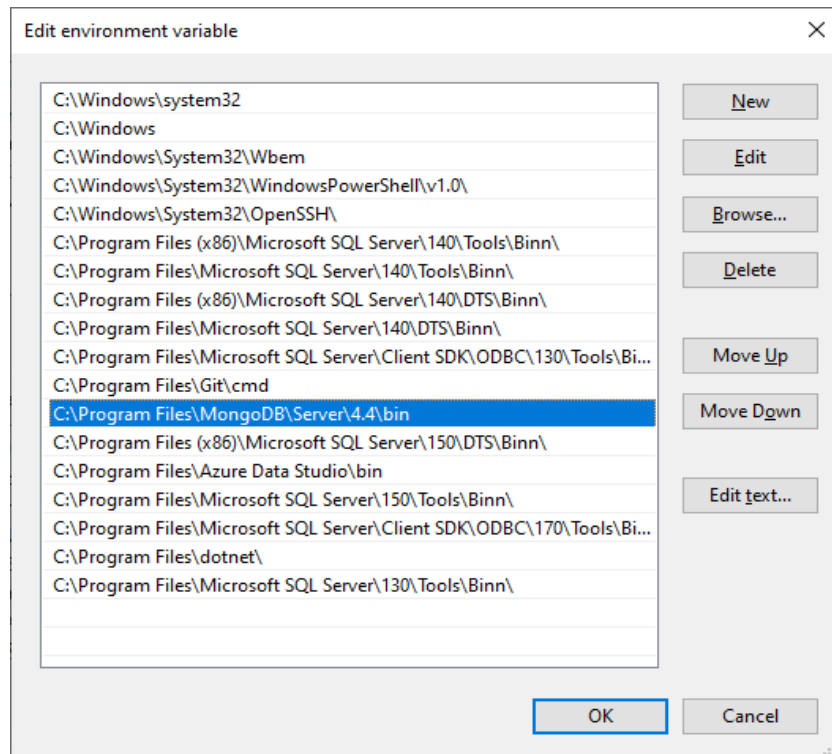 Edit environment variable
C:\Windows\system32
C:\Windows
C:\Windows\System32\Wbem
C:\Windows\System32\WindowsPowerShell\v1.0\
C:\Windows\System32\OpenSSH\
C:\Program Files (x86)\Microsoft SQL Server\140\Tools\Binn\
C:\Program Files\Microsoft SQL Server\140\Tools\Binn\
C:\Program Files (x86)\Microsoft SQL Server\140\DTS\Binn\
C:\Program Files\Microsoft SQL Server\140\DTS\Binn\
C:\Program Files\Microsoft SQL Server\Client SDK\ODBC\130\Tools\Bi...
C:\Program Files\Git\cmd
C:\Program Files\MongoDB\Server\4.4\bin
C:\Program Files (x86)\Microsoft SQL Server\150\DTS\Binn\
C:\Program Files\Azure Data Studio\bin
C:\Program Files\Microsoft SQL Server\150\Tools\Binn\
C:\Program Files\Microsoft SQL Server\Client SDK\ODBC\170\Tools\Bi...
C:\Program Files\dotnet\
C:\Program Files\Microsoft SQL Server\130\Tools\Binn\
New
Edit
Browse...
Delete
Move Up
Move Down
Edit text...
OK
Cancel